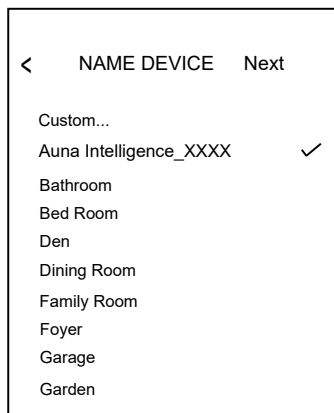 < NAME DEVICE Next
Custom...
Auna Intelligence_XXXX
Bathroom
Bed Room
Den
Dining Room
Family Room
Foyer
Garage
Garden